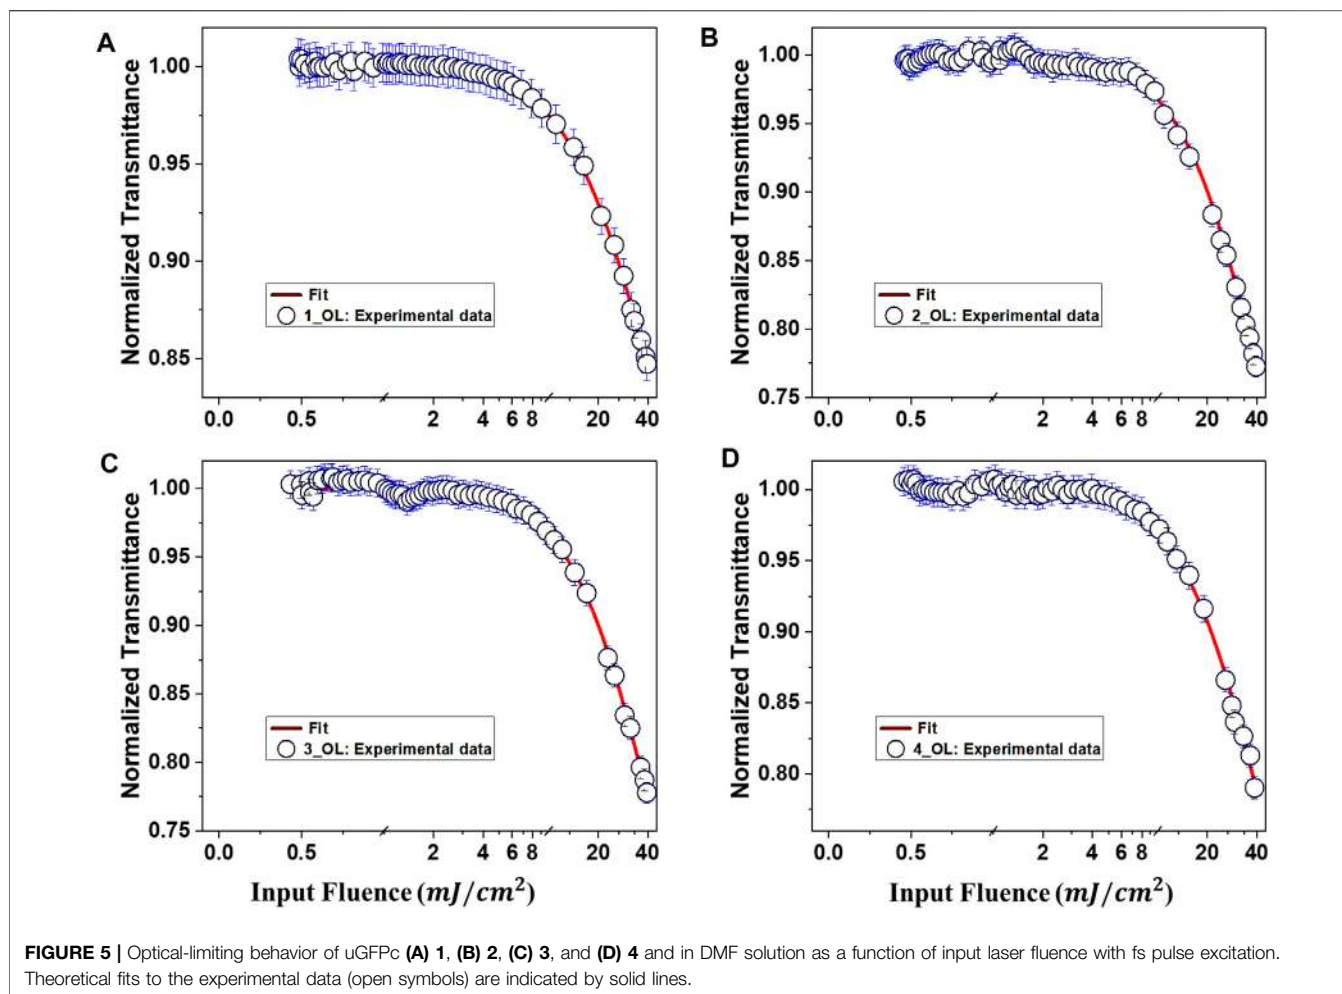 A
Normalized Transmittance
1.00
0.95
0.90
0.85
Fit
1_OL: Experimental data
0.0 0.5 2 4 6 8 20 40
B
Normalized Transmittance
1.00
0.95
0.90
0.85
0.80
0.75
Fit
2_OL: Experimental data
0.0 0.5 2 4 6 8 20 40
C
Normalized Transmittance
1.00
0.95
0.90
0.85
0.80
0.75
Fit
3_OL: Experimental data
0.0 0.5 2 4 6 8 20 40
Input Fluence (mJ/cm²)
D
Normalized Transmittance
1.00
0.95
0.90
0.85
0.80
Fit
4_OL: Experimental data
0.0 0.5 2 4 6 8 20 40
Input Fluence (mJ/cm²)
FIGURE 5 | Optical-limiting behavior of uGFPc (A) 1, (B) 2, (C) 3, and (D) 4 and in DMF solution as a function of input laser fluence with fs pulse excitation.
Theoretical fits to the experimental data (open symbols) are indicated by solid lines.